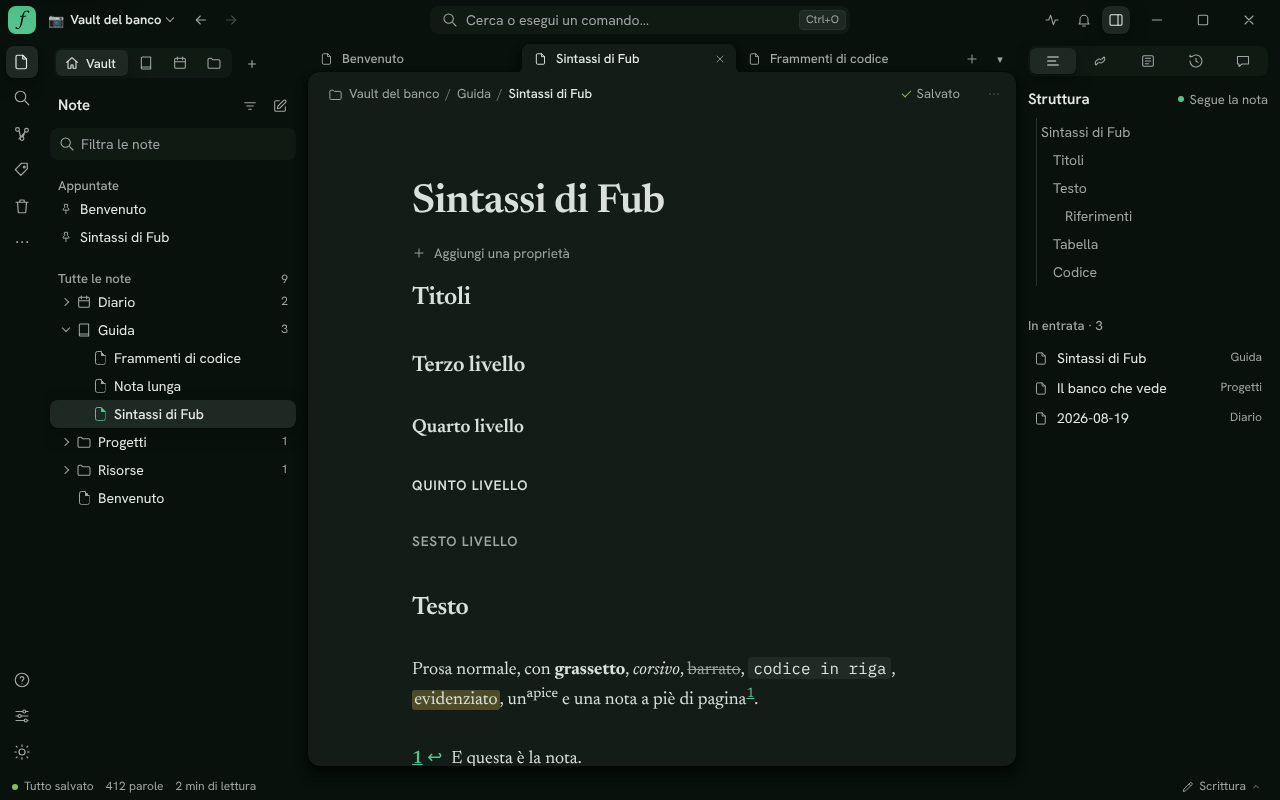 Vault del banco
Cerca o esegui un comando...
Ctrl+O
Vault
Benvenuto
Sintassi di Fub
Frammenti di codice
Note
Filtra le note
Appuntate
Benvenuto
Sintassi di Fub
Tutte le note 9
Diario 2
Guida 3
Frammenti di codice
Nota lunga
Sintassi di Fub
Progetti 1
Risorse 1
Benvenuto
Vault del banco / Guida / Sintassi di Fub
Salvato
Sintassi di Fub
Aggiungi una proprietà
Titoli
Terzo livello
Quarto livello
QUINTO LIVELLO
SESTO LIVELLO
Testo
Prosa normale, con grassetto, corsivo, barrato, codice in riga,
evidenziato, unapice e una nota a piè di pagina1.
1 ↩ E questa è la nota.
Struttura
Segue la nota
Sintassi di Fub
Titoli
Testo
Riferimenti
Tabella
Codice
In entrata · 3
Sintassi di Fub Guida
Il banco che vede Progetti
2026-08-19 Diario
Tutto salvato 412 parole 2 min di lettura
Scrittura